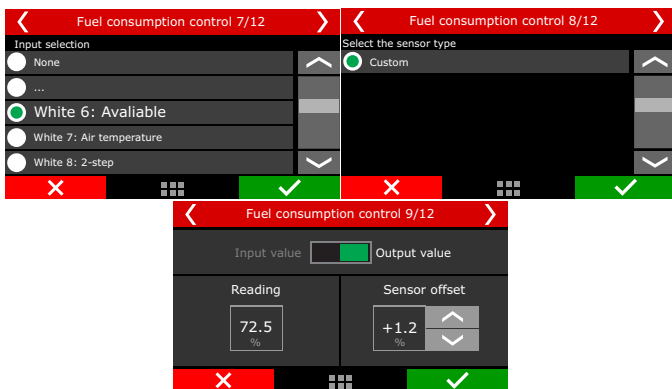 Fuel consumption control 7/12
Input selection
None
...
White 6: Avaliable
White 7: Air temperature
White 8: 2-step
Fuel consumption control 8/12
Select the sensor type
Custom
Fuel consumption control 9/12
Input value
Output value
Reading
Sensor offset
72.5
%
+1.2
%